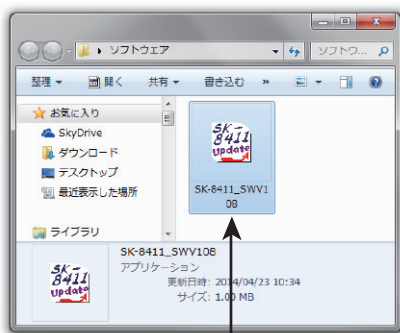 ソフトウェア
ソフトウ...
整理
開く
共有
書き込む
»
お気に入り
SkyDrive
ダウンロード
デスクトップ
最近表示した場所
ライブラリ
SK-8411 Update
SK-8411_SWV1
08
SK-8411 Update
SK-8411_SWV108
アプリケーション
更新日時: 2014/04/23 10:34
サイズ: 1.00 MB